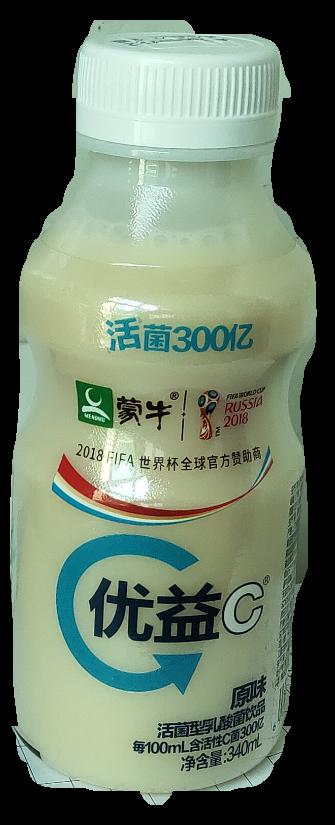 活菌300亿
蒙牛®
MENGNIU
FIFA WORLD CUP
RUSSIA
2018
TM
2018 FIFA 世界杯全球官方赞助商
优益C®
原味
活菌型乳酸菌饮品
每100mL含活性C菌300亿
净含量:340mL